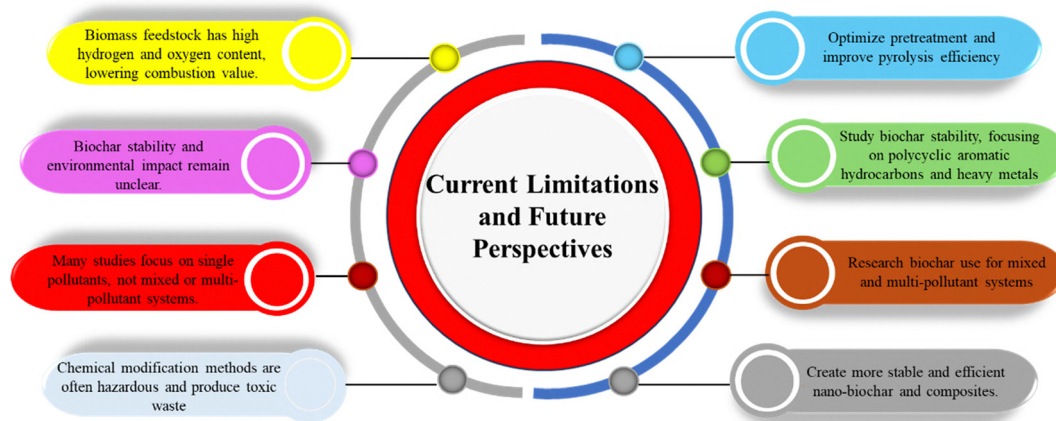 Biomass feedstock has high
hydrogen and oxygen content,
lowering combustion value.
Biochar stability and
environmental impact remain
unclear.
Many studies focus on single
pollutants, not mixed or multi-
pollutant systems.
Chemical modification methods are
often hazardous and produce toxic
waste
Current Limitations
and Future
Perspectives
Optimize pretreatment and
improve pyrolysis efficiency
Study biochar stability, focusing
on polycyclic aromatic
hydrocarbons and heavy metals
Research biochar use for mixed
and multi-pollutant systems
Create more stable and efficient
nano-biochar and composites.